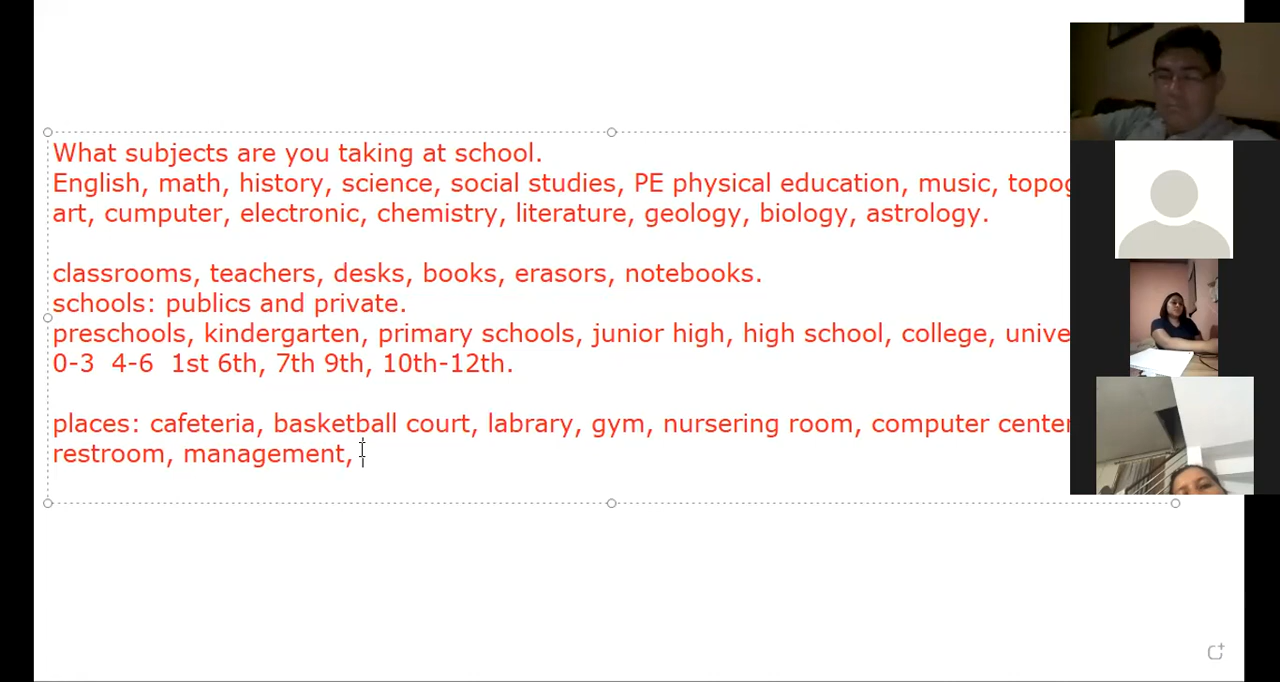 What subjects are you taking at school.
English, math, history, science, social studies, PE physical education, music,
art, cumputer, electronic, chemistry, literature, geology, biology, astrology.
classrooms, teachers, desks, books, erasors, notebooks.
schools: publics and private.
preschools, kindergarten, primary schools, junior high, high school, college,
0-3 4-6 1st 6th, 7th 9th, 10th-12th.
places: cafeteria, basketball court, labrary, gym, nursering room, computer center
restroom, management,